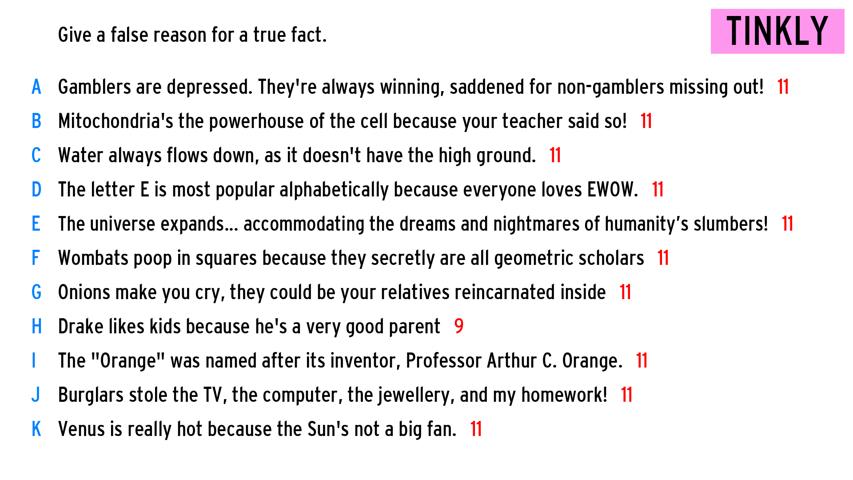 Give a false reason for a true fact.
TINKLY
A Gamblers are depressed. They're always winning, saddened for non-gamblers missing out! 11
B Mitochondria's the powerhouse of the cell because your teacher said so! 11
C Water always flows down, as it doesn't have the high ground. 11
D The letter E is most popular alphabetically because everyone loves EWOW. 11
E The universe expands... accommodating the dreams and nightmares of humanity’s slumbers! 11
F Wombats poop in squares because they secretly are all geometric scholars 11
G Onions make you cry, they could be your relatives reincarnated inside 11
H Drake likes kids because he's a very good parent 9
I The "Orange" was named after its inventor, Professor Arthur C. Orange. 11
J Burglars stole the TV, the computer, the jewellery, and my homework! 11
K Venus is really hot because the Sun's not a big fan. 11